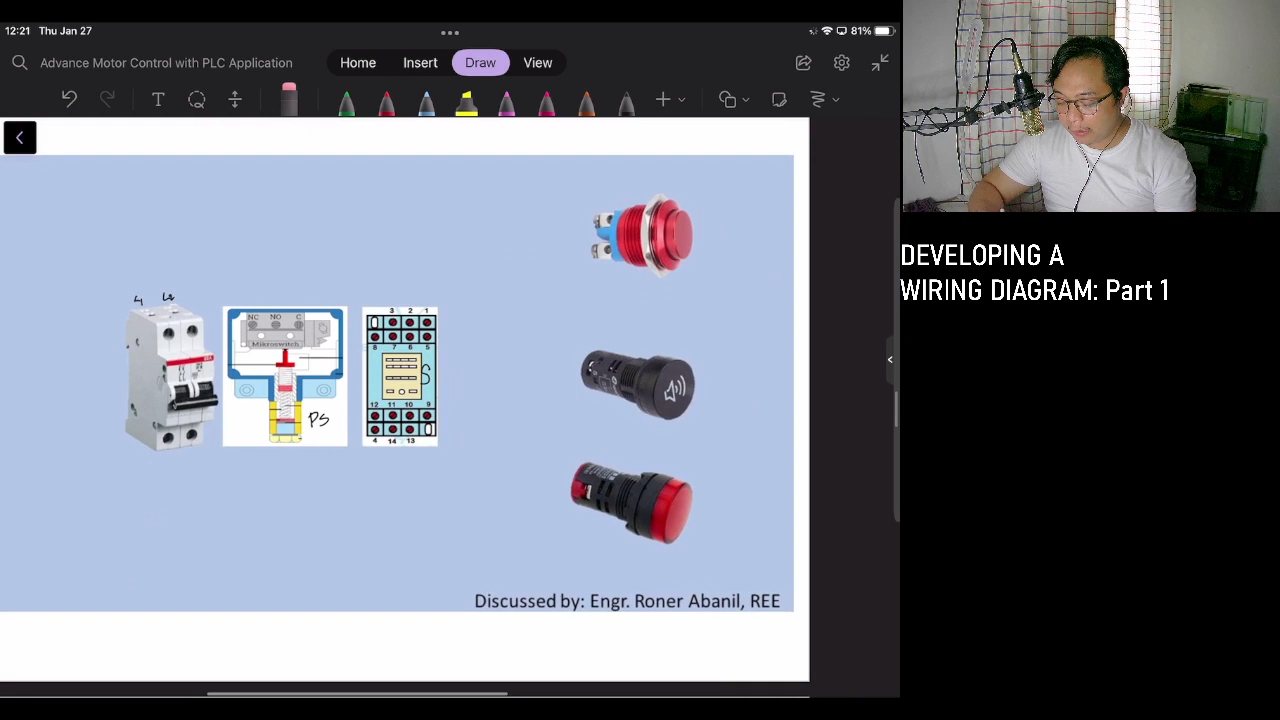 12:21 Thu Jan 27
81%
Advance Motor Control with PLC Application
Home Insert Draw View
T
L1 L2
NC NO C
Mikroswitch
PS
3 2 1
8 7 6 5
12 11 10 9
4 14 13
Discussed by: Engr. Roner Abanil, REE
DEVELOPING A
WIRING DIAGRAM: Part 1